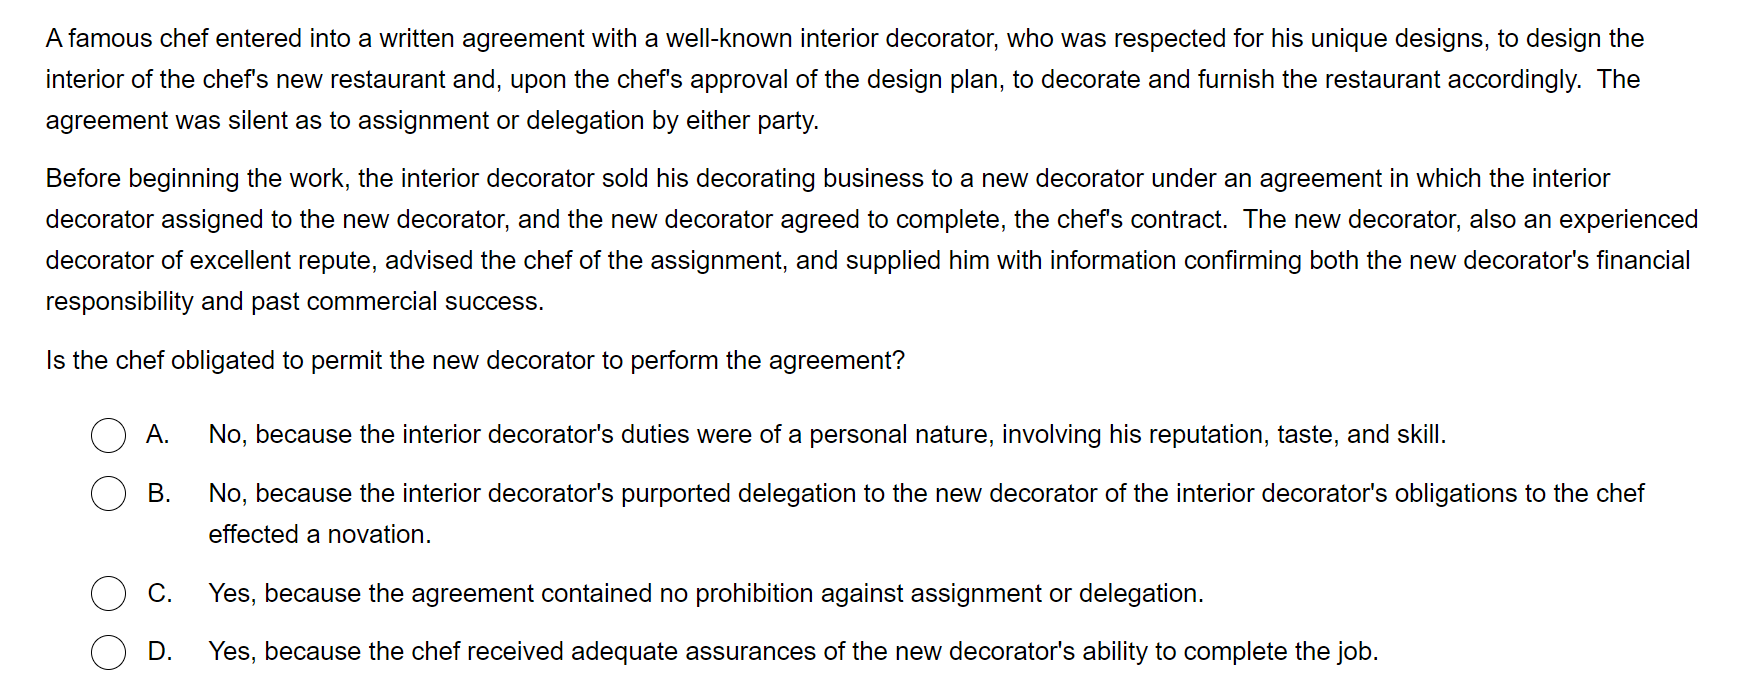 A famous chef entered into a written agreement with a well-known interior decorator, who was respected for his unique designs, to design the
interior of the chef's new restaurant and, upon the chef's approval of the design plan, to decorate and furnish the restaurant accordingly.  The
agreement was silent as to assignment or delegation by either party.
Before beginning the work, the interior decorator sold his decorating business to a new decorator under an agreement in which the interior
decorator assigned to the new decorator, and the new decorator agreed to complete, the chef's contract.  The new decorator, also an experienced
decorator of excellent repute, advised the chef of the assignment, and supplied him with information confirming both the new decorator's financial
responsibility and past commercial success.
Is the chef obligated to permit the new decorator to perform the agreement?
A. No, because the interior decorator's duties were of a personal nature, involving his reputation, taste, and skill.
B. No, because the interior decorator's purported delegation to the new decorator of the interior decorator's obligations to the chef
effected a novation.
C. Yes, because the agreement contained no prohibition against assignment or delegation.
D. Yes, because the chef received adequate assurances of the new decorator's ability to complete the job.